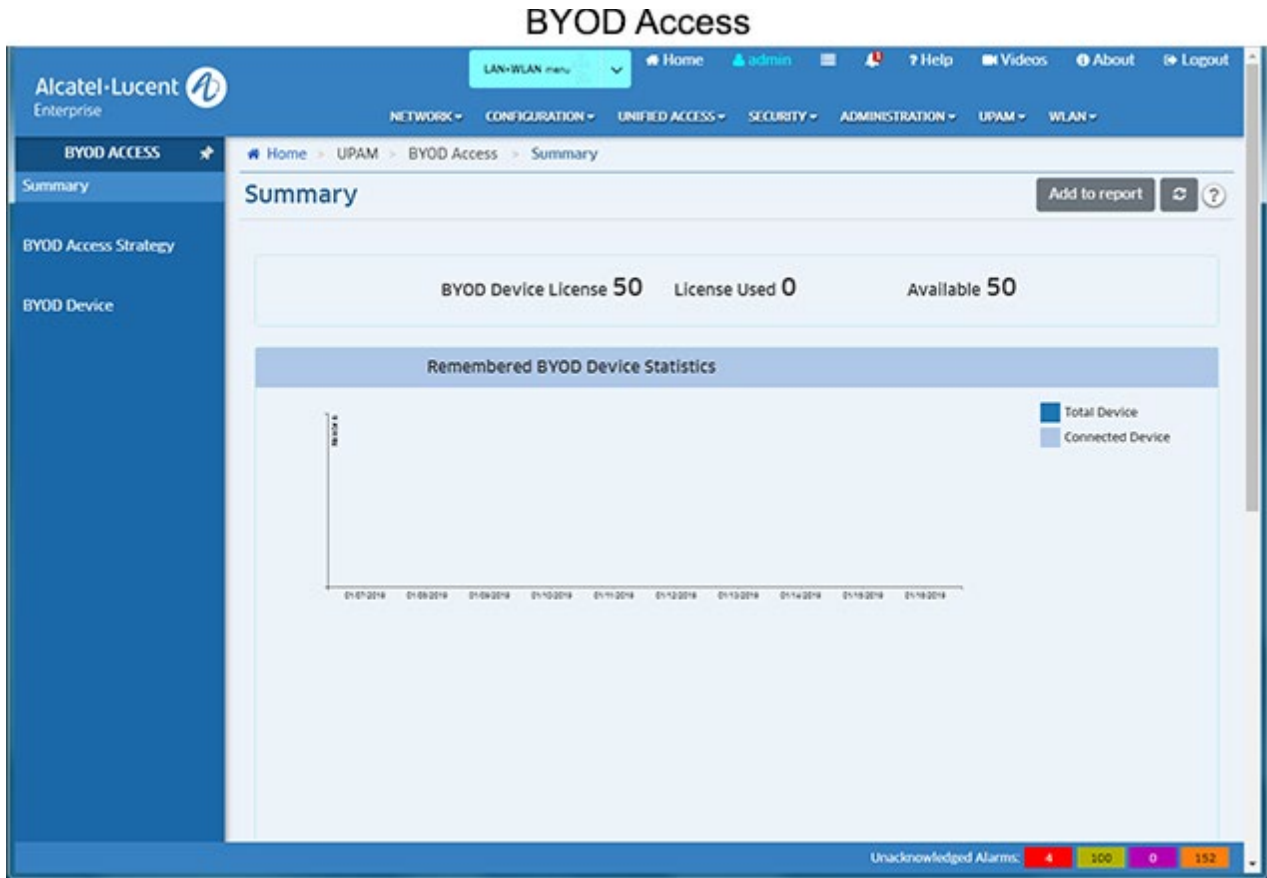 BYOD Access
Alcatel·Lucent
Enterprise
LAN+WLAN menu
Home admin ? Help Videos About Logout
NETWORK CONFIGURATION UNIFIED ACCESS SECURITY ADMINISTRATION UPAM WLAN
BYOD ACCESS
Home > UPAM > BYOD Access > Summary
Summary
Summary
Add to report ?
BYOD Access Strategy
BYOD Device
BYOD Device License 50 License Used 0 Available 50
Remembered BYOD Device Statistics
Total Device
Connected Device
Unacknowledged Alarms: 4 100 0 152